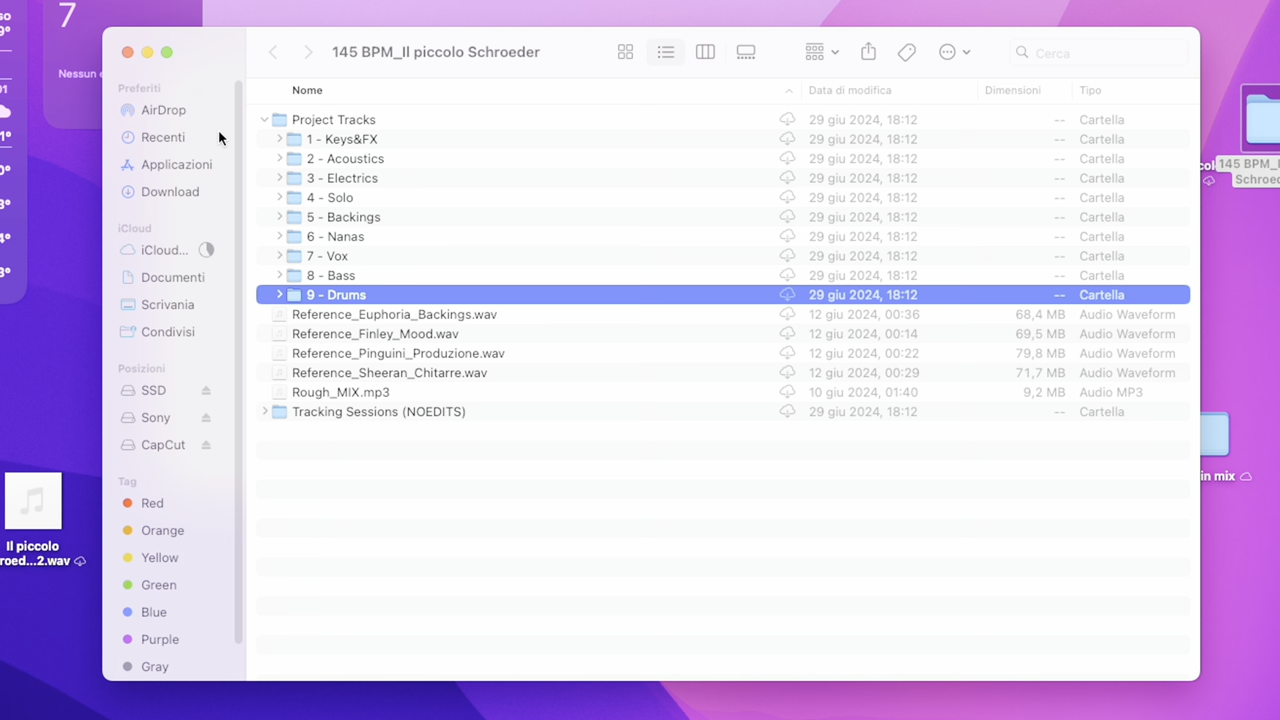 so
9°
01
1°
0°
3°
4°
3°
7
Nessun e
145 BPM_Il piccolo Schroeder
Cerca
Preferiti
AirDrop
Recenti
Applicazioni
Download
iCloud
iCloud...
Documenti
Scrivania
Condivisi
Posizioni
SSD
Sony
CapCut
Tag
Red
Orange
Yellow
Green
Blue
Purple
Gray
Nome Data di modifica Dimensioni Tipo
Project Tracks 29 giu 2024, 18:12 -- Cartella
1 - Keys&FX 29 giu 2024, 18:12 -- Cartella
2 - Acoustics 29 giu 2024, 18:12 -- Cartella
3 - Electrics 29 giu 2024, 18:12 -- Cartella
4 - Solo 29 giu 2024, 18:12 -- Cartella
5 - Backings 29 giu 2024, 18:12 -- Cartella
6 - Nanas 29 giu 2024, 18:12 -- Cartella
7 - Vox 29 giu 2024, 18:12 -- Cartella
8 - Bass 29 giu 2024, 18:12 -- Cartella
9 - Drums 29 giu 2024, 18:12 -- Cartella
Reference_Euphoria_Backings.wav 12 giu 2024, 00:36 68,4 MB Audio Waveform
Reference_Finley_Mood.wav 12 giu 2024, 00:14 69,5 MB Audio Waveform
Reference_Pinguini_Produzione.wav 12 giu 2024, 00:22 79,8 MB Audio Waveform
Reference_Sheeran_Chitarre.wav 12 giu 2024, 00:29 71,7 MB Audio Waveform
Rough_MIX.mp3 10 giu 2024, 01:40 9,2 MB Audio MP3
Tracking Sessions (NOEDITS) 29 giu 2024, 18:12 -- Cartella
Il piccolo
roed...2.wav
col
145 BPM_I
Schroed
in mix